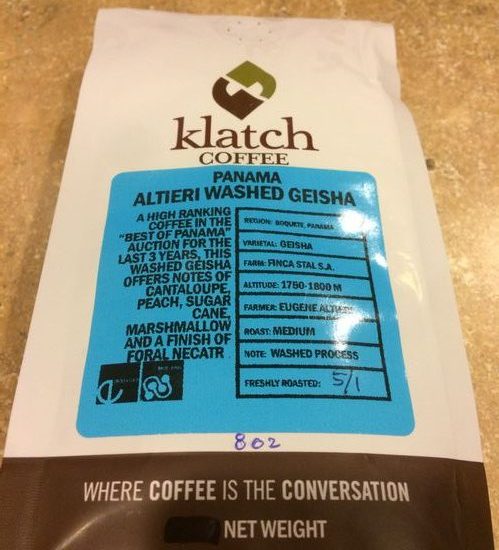 klatch
COFFEE
PANAMA
ALTIERI WASHED GEISHA
A HIGH RANKING
COFFEE IN THE
"BEST OF PANAMA"
AUCTION FOR THE
LAST 3 YEARS, THIS
WASHED GEISHA
OFFERS NOTES OF
CANTALOUPE,
PEACH, SUGAR
CANE,
MARSHMALLOW
AND A FINISH OF
FORAL NECATR
REGION: BOQUETE, PANAMA
VARIETAL: GEISHA
FARM: FINCA STAL S.A.
ALTITUDE: 1750-1800 M
FARMER: EUGENE ALTIERI
ROAST: MEDIUM
NOTE: WASHED PROCESS
FRESHLY ROASTED: 5/1
8 oz
WHERE COFFEE IS THE CONVERSATION
NET WEIGHT